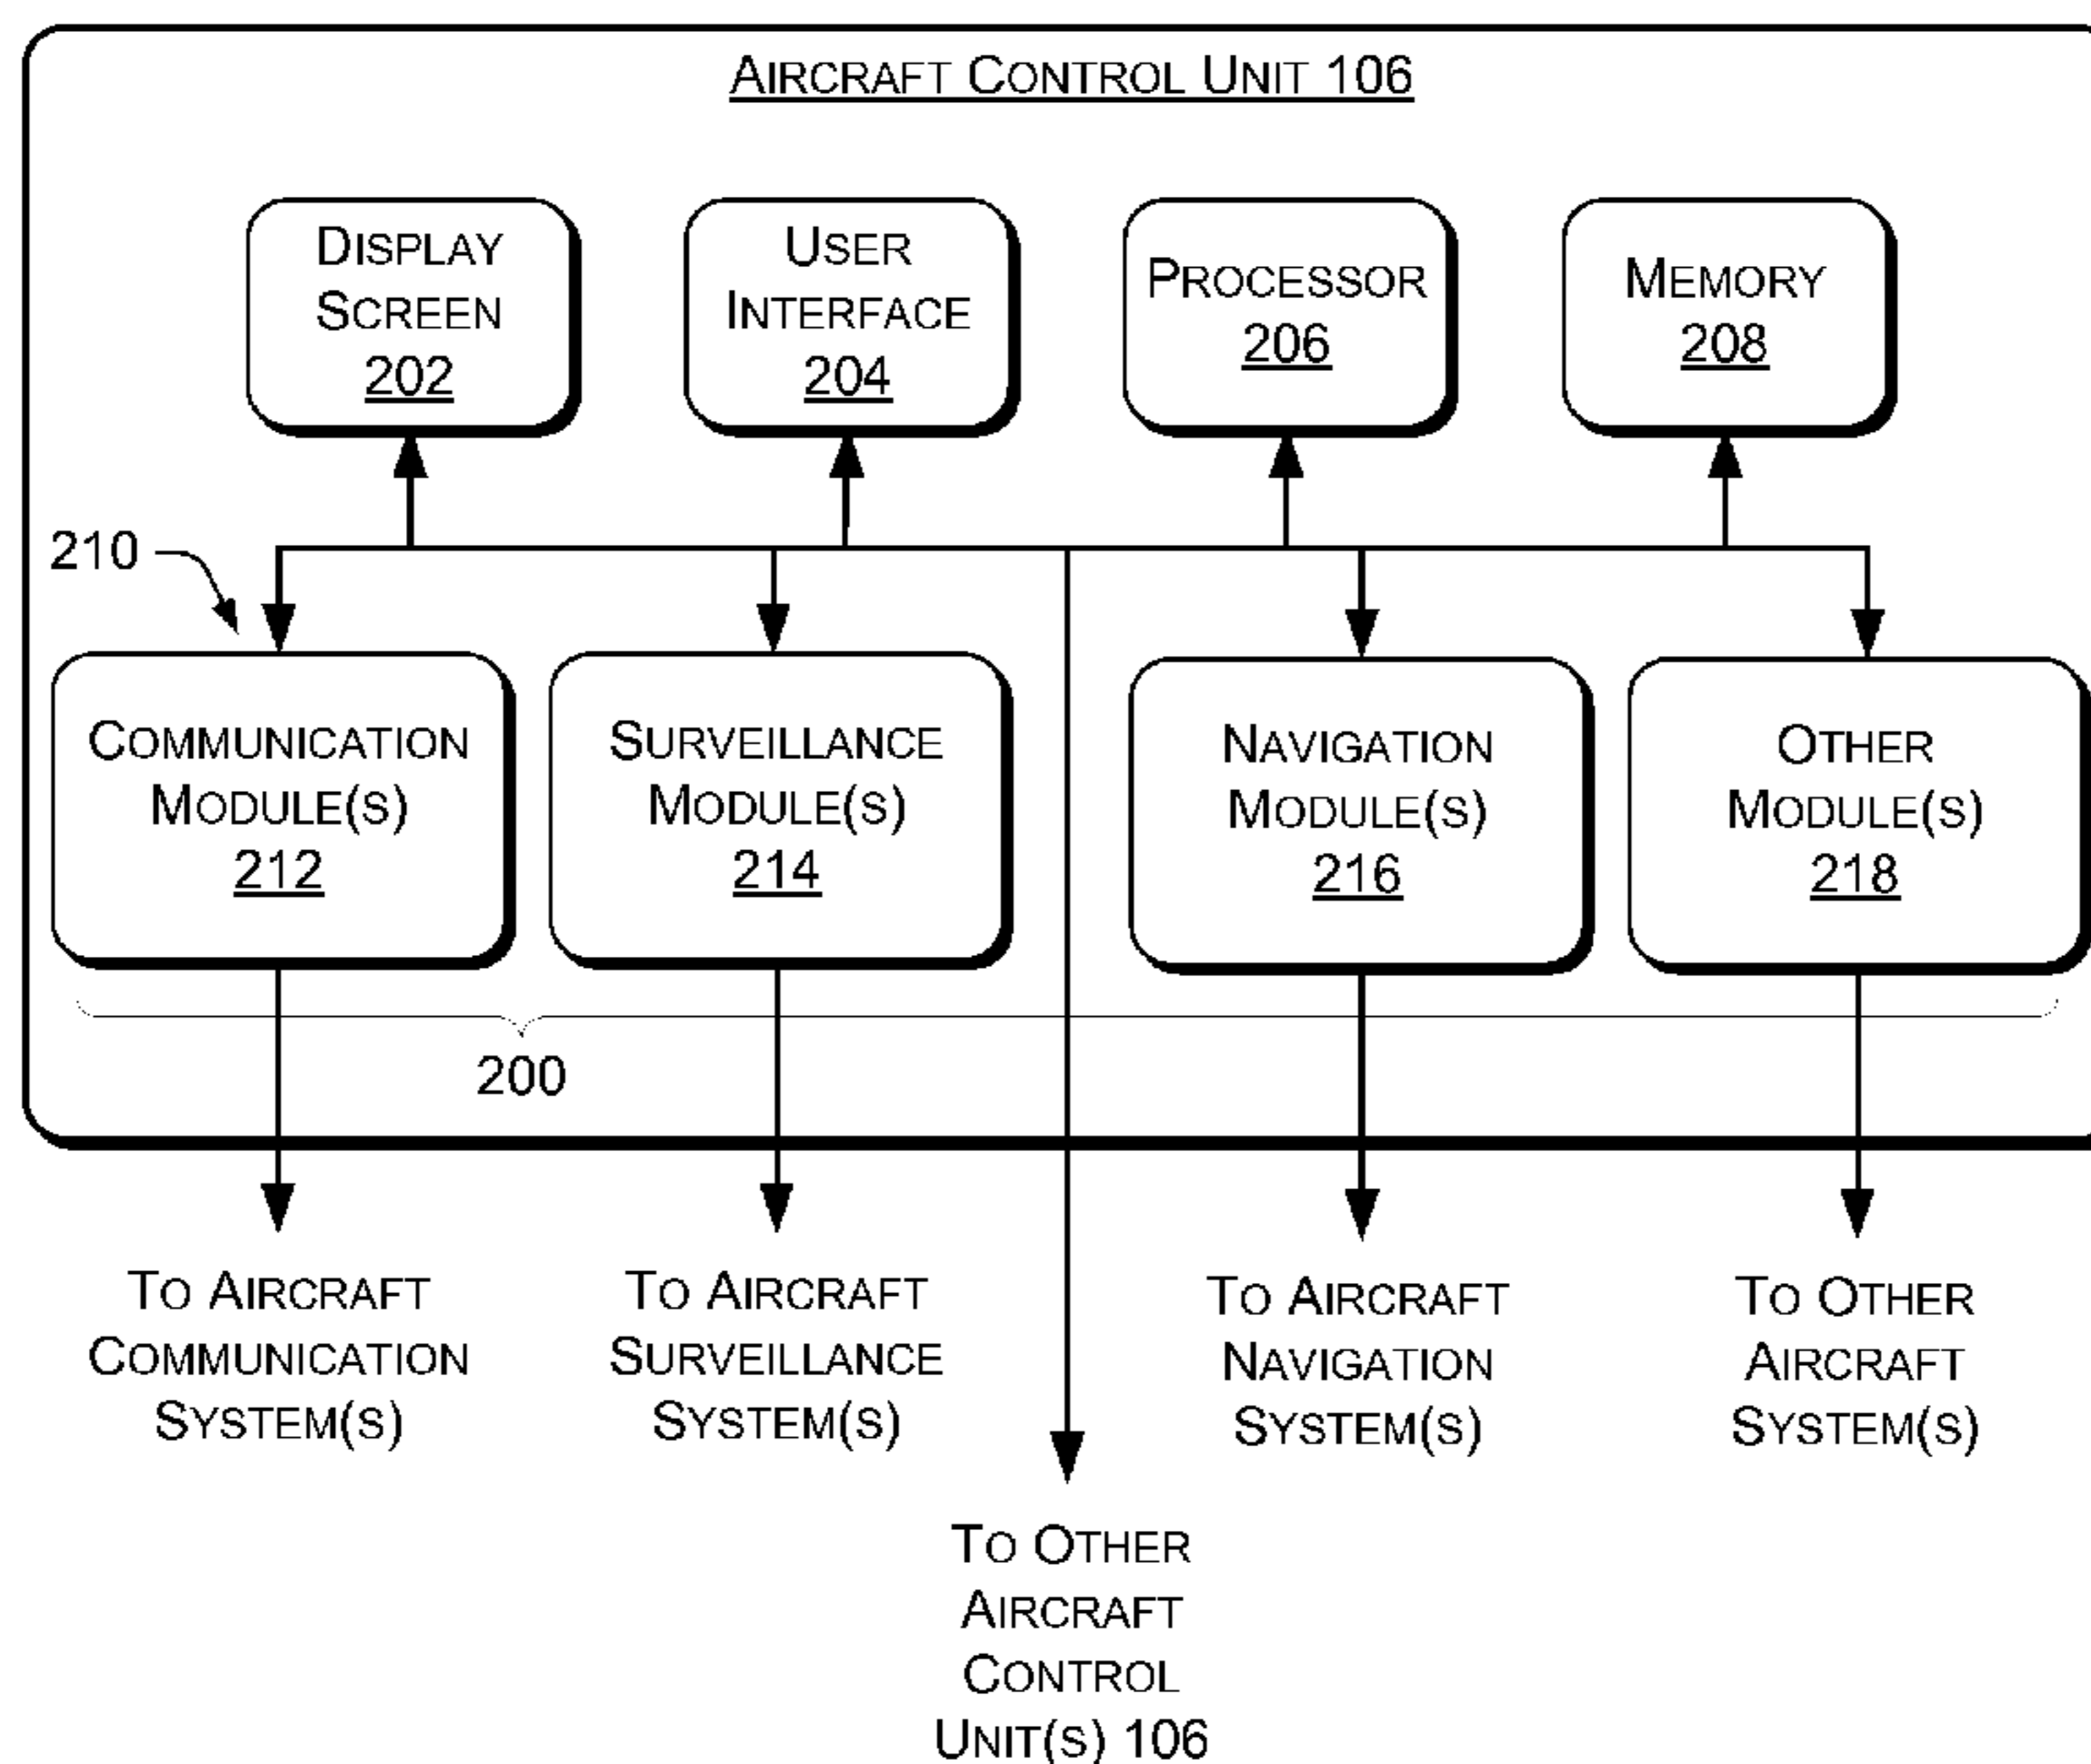 AIRCRAFT CONTROL UNIT 106
DISPLAY
SCREEN
202
USER
INTERFACE
204
PROCESSOR
206
MEMORY
208
210
COMMUNICATION
MODULE(S)
212
SURVEILLANCE
MODULE(S)
214
NAVIGATION
MODULE(S)
216
OTHER
MODULE(S)
218
200
TO AIRCRAFT
COMMUNICATION
SYSTEM(S)
TO AIRCRAFT
SURVEILLANCE
SYSTEM(S)
TO AIRCRAFT
NAVIGATION
SYSTEM(S)
TO OTHER
AIRCRAFT
SYSTEM(S)
TO OTHER
AIRCRAFT
CONTROL
UNIT(S) 106